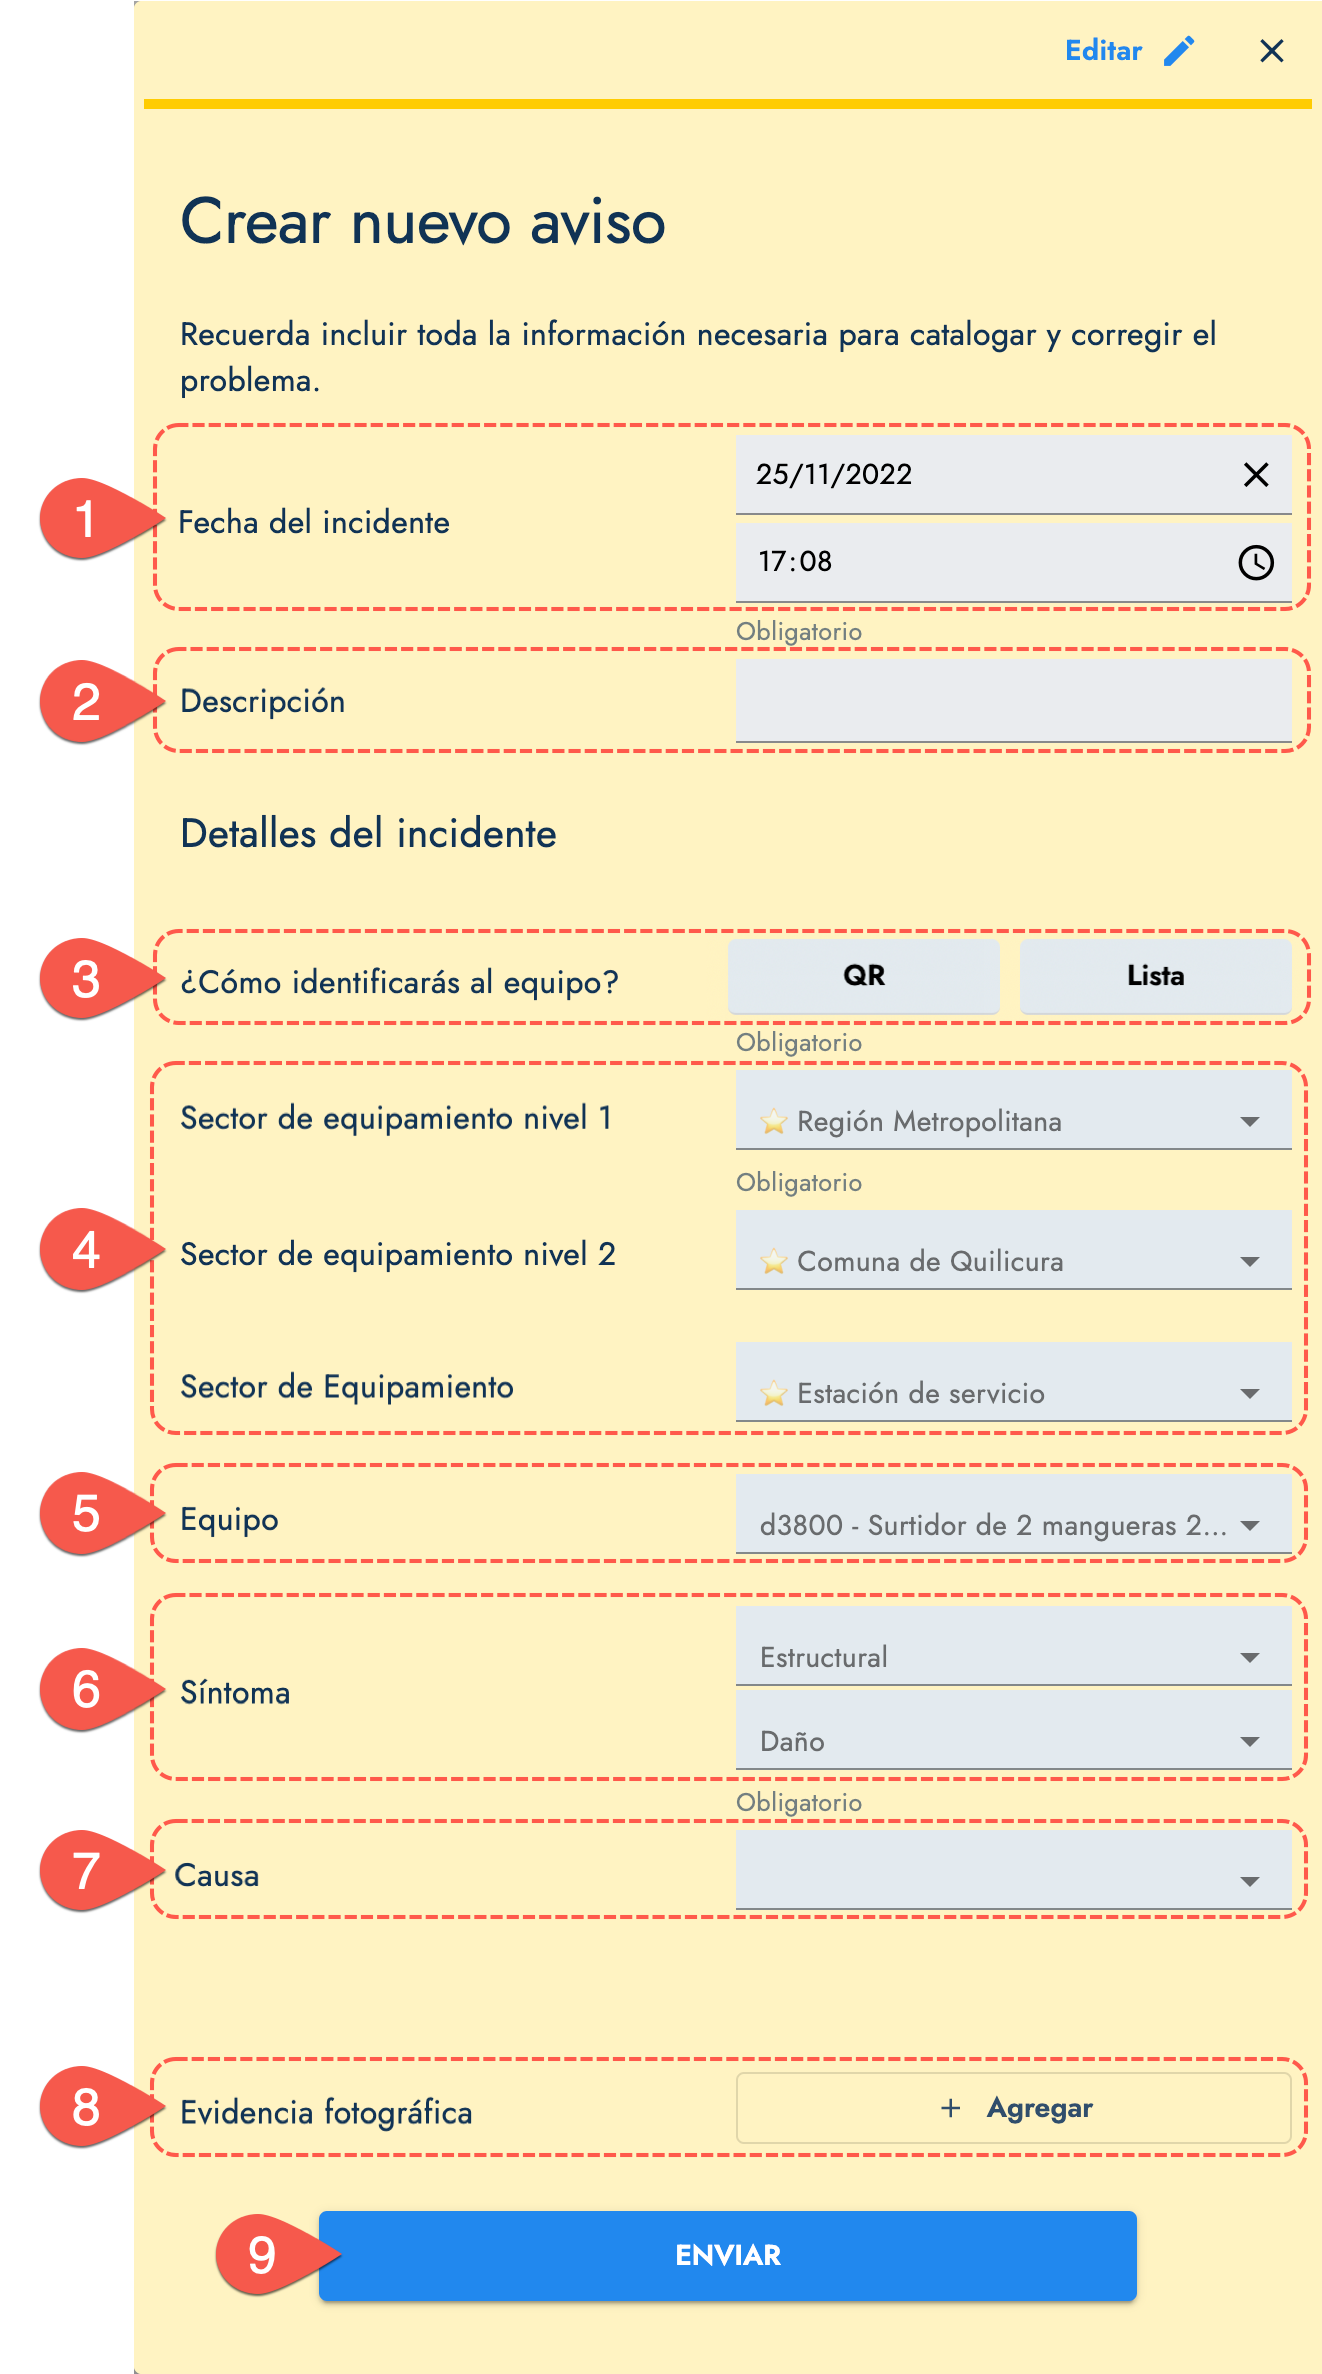 Editar
Crear nuevo aviso
Recuerda incluir toda la información necesaria para catalogar y corregir el
problema.
25/11/2022
1 Fecha del incidente
17:08
Obligatorio
2 Descripción
Detalles del incidente
3 ¿Cómo identificarás al equipo? QR Lista
Obligatorio
Sector de equipamiento nivel 1 ⭐ Región Metropolitana
Obligatorio
4 Sector de equipamiento nivel 2 ⭐ Comuna de Quilicura
Sector de Equipamiento ⭐ Estación de servicio
5 Equipo d3800 - Surtidor de 2 mangueras 2...
Estructural
6 Síntoma
Daño
Obligatorio
7 Causa
8 Evidencia fotográfica + Agregar
9 ENVIAR